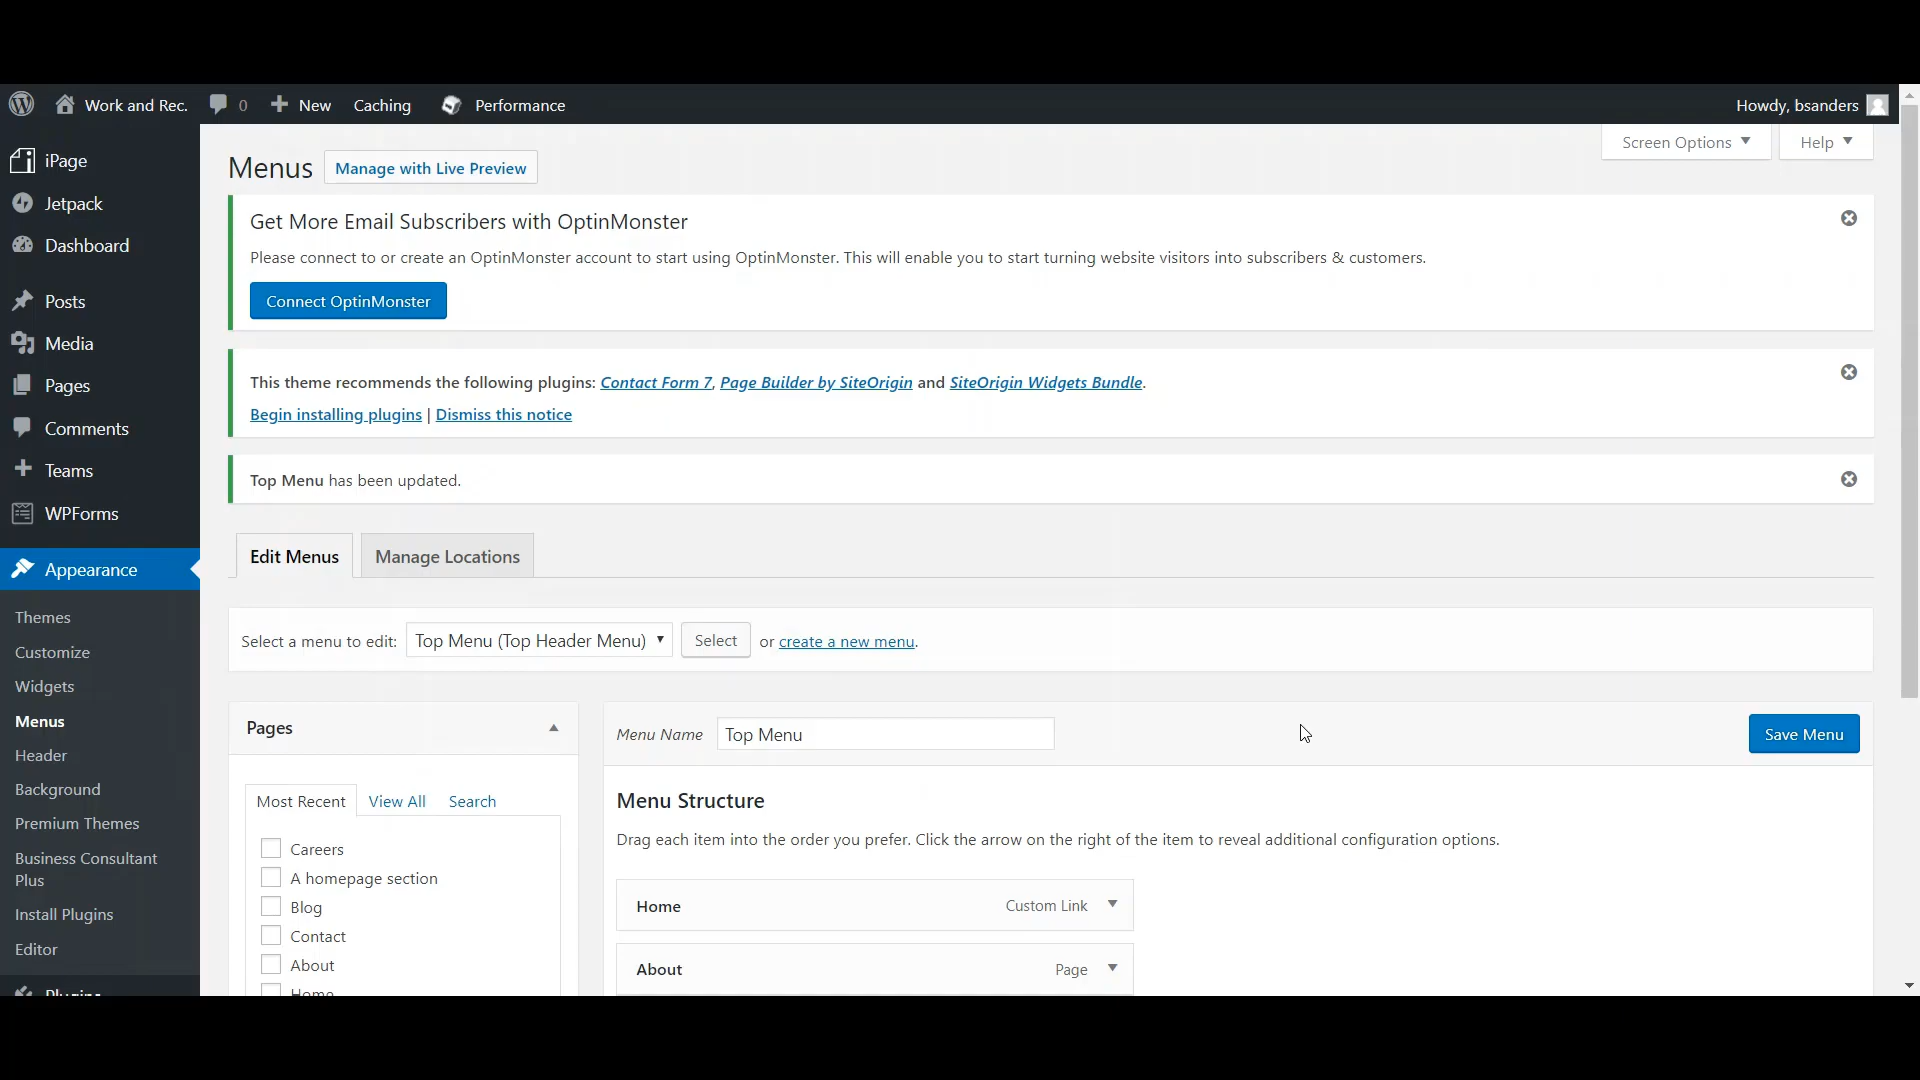 Work and Rec. 0 New Caching Performance Howdy, bsanders
iPage
Jetpack
Dashboard
Posts
Media
Pages
Comments
Teams
WPForms
Appearance
Themes
Customize
Widgets
Menus
Header
Background
Premium Themes
Business Consultant
Plus
Install Plugins
Editor
Plugins
Screen Options Help
Menus Manage with Live Preview
Get More Email Subscribers with OptinMonster
Please connect to or create an OptinMonster account to start using OptinMonster. This will enable you to start turning website visitors into subscribers & customers.
Connect OptinMonster
This theme recommends the following plugins: Contact Form 7, Page Builder by SiteOrigin and SiteOrigin Widgets Bundle.
Begin installing plugins | Dismiss this notice
Top Menu has been updated.
Edit Menus Manage Locations
Select a menu to edit: Top Menu (Top Header Menu) Select or create a new menu.
Pages
Most Recent View All Search
Careers
A homepage section
Blog
Contact
About
Home
Menu Name Top Menu Save Menu
Menu Structure
Drag each item into the order you prefer. Click the arrow on the right of the item to reveal additional configuration options.
Home Custom Link
About Page